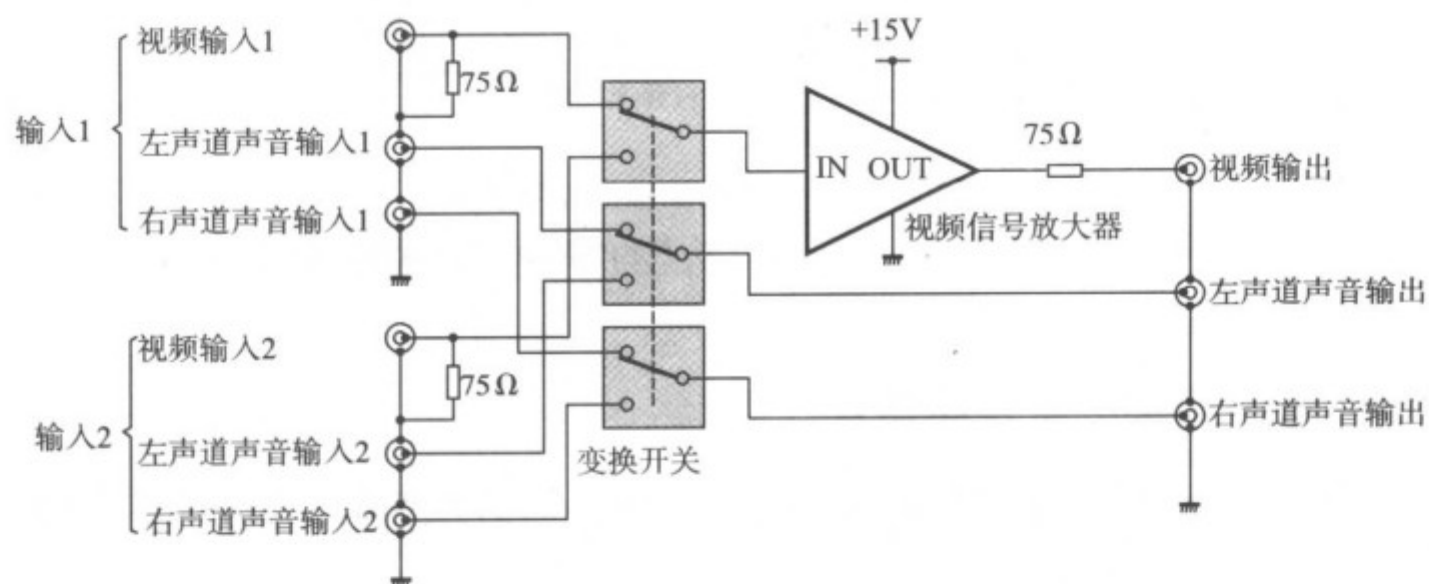 +15V
视频输入1
75Ω
输入1
左声道声音输入1
右声道声音输入1
IN OUT
75Ω
视频输出
视频信号放大器
左声道声音输出
视频输入2
75Ω
输入2
左声道声音输入2
变换开关
右声道声音输出
右声道声音输入2